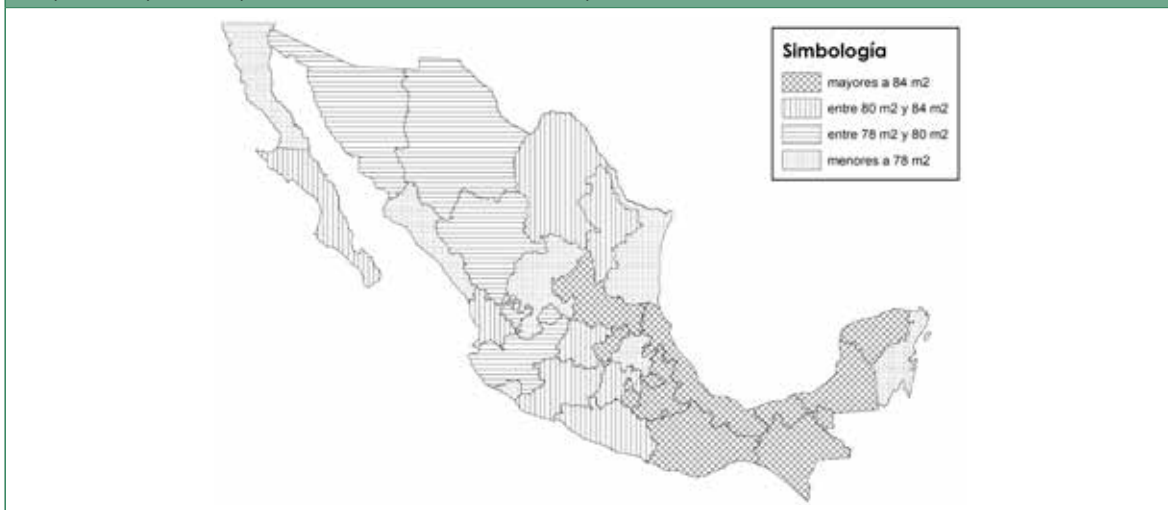 Simbología
mayores a 84 m2
entre 80 m2 y 84 m2
entre 78 m2 y 80 m2
menores a 78 m2